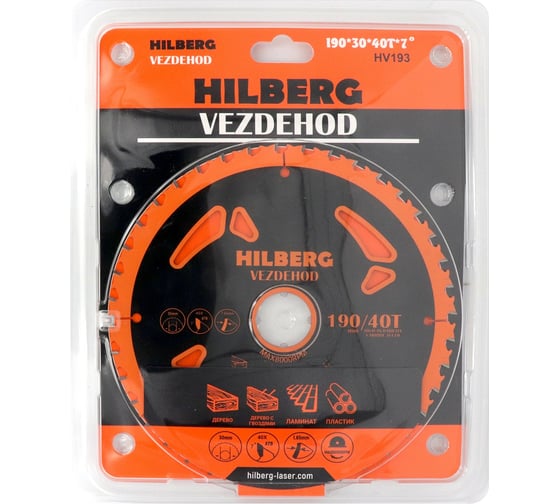 HILBERG
VEZDEHOD
190*30*40T*7°
HV193
HILBERG
VEZDEHOD
HILBERG
VEZDEHOD
190/40T
MAX8000RPM
ДЕРЕВО
ДЕРЕВО С
ГВОЗДЯМИ
ЛАМИНАТ
ПЛАСТИК
30mm
hilberg-laser.com